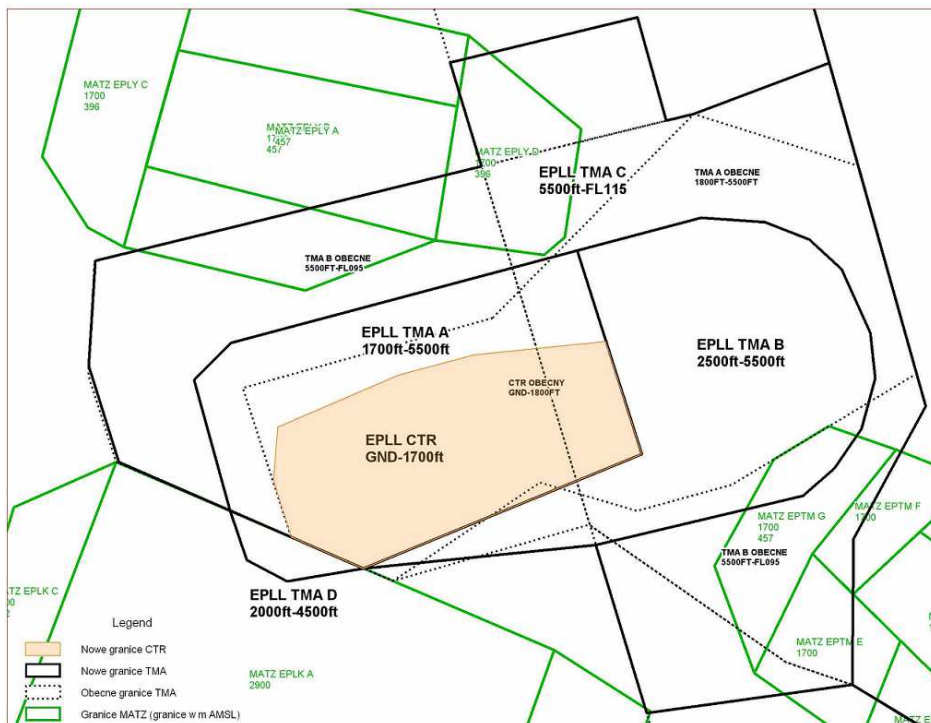 MATZ EPLY C
1700
396
MATZ EPLY A
457
457
MATZ EPLY D
1700
396
EPLL TMA C
5500ft-FL115
TMA A OBECNE
1800FT-5500FT
TMA B OBECNE
5500FT-FL095
EPLL TMA A
1700ft-5500ft
EPLL TMA B
2500ft-5500ft
CTR OBECNY
GND-1800FT
EPLL CTR
GND-1700ft
MATZ EPTM G
1700
457
MATZ EPTM F
1700
TMA B OBECNE
5500FT-FL095
MATZ EPTM E
1700
EPLL TMA D
2000ft-4500ft
MATZ EPLK A
2900
Legend
Nowe granice CTR
Nowe granice TMA
Obecne granice TMA
Granice MATZ (granice w m AMSL)